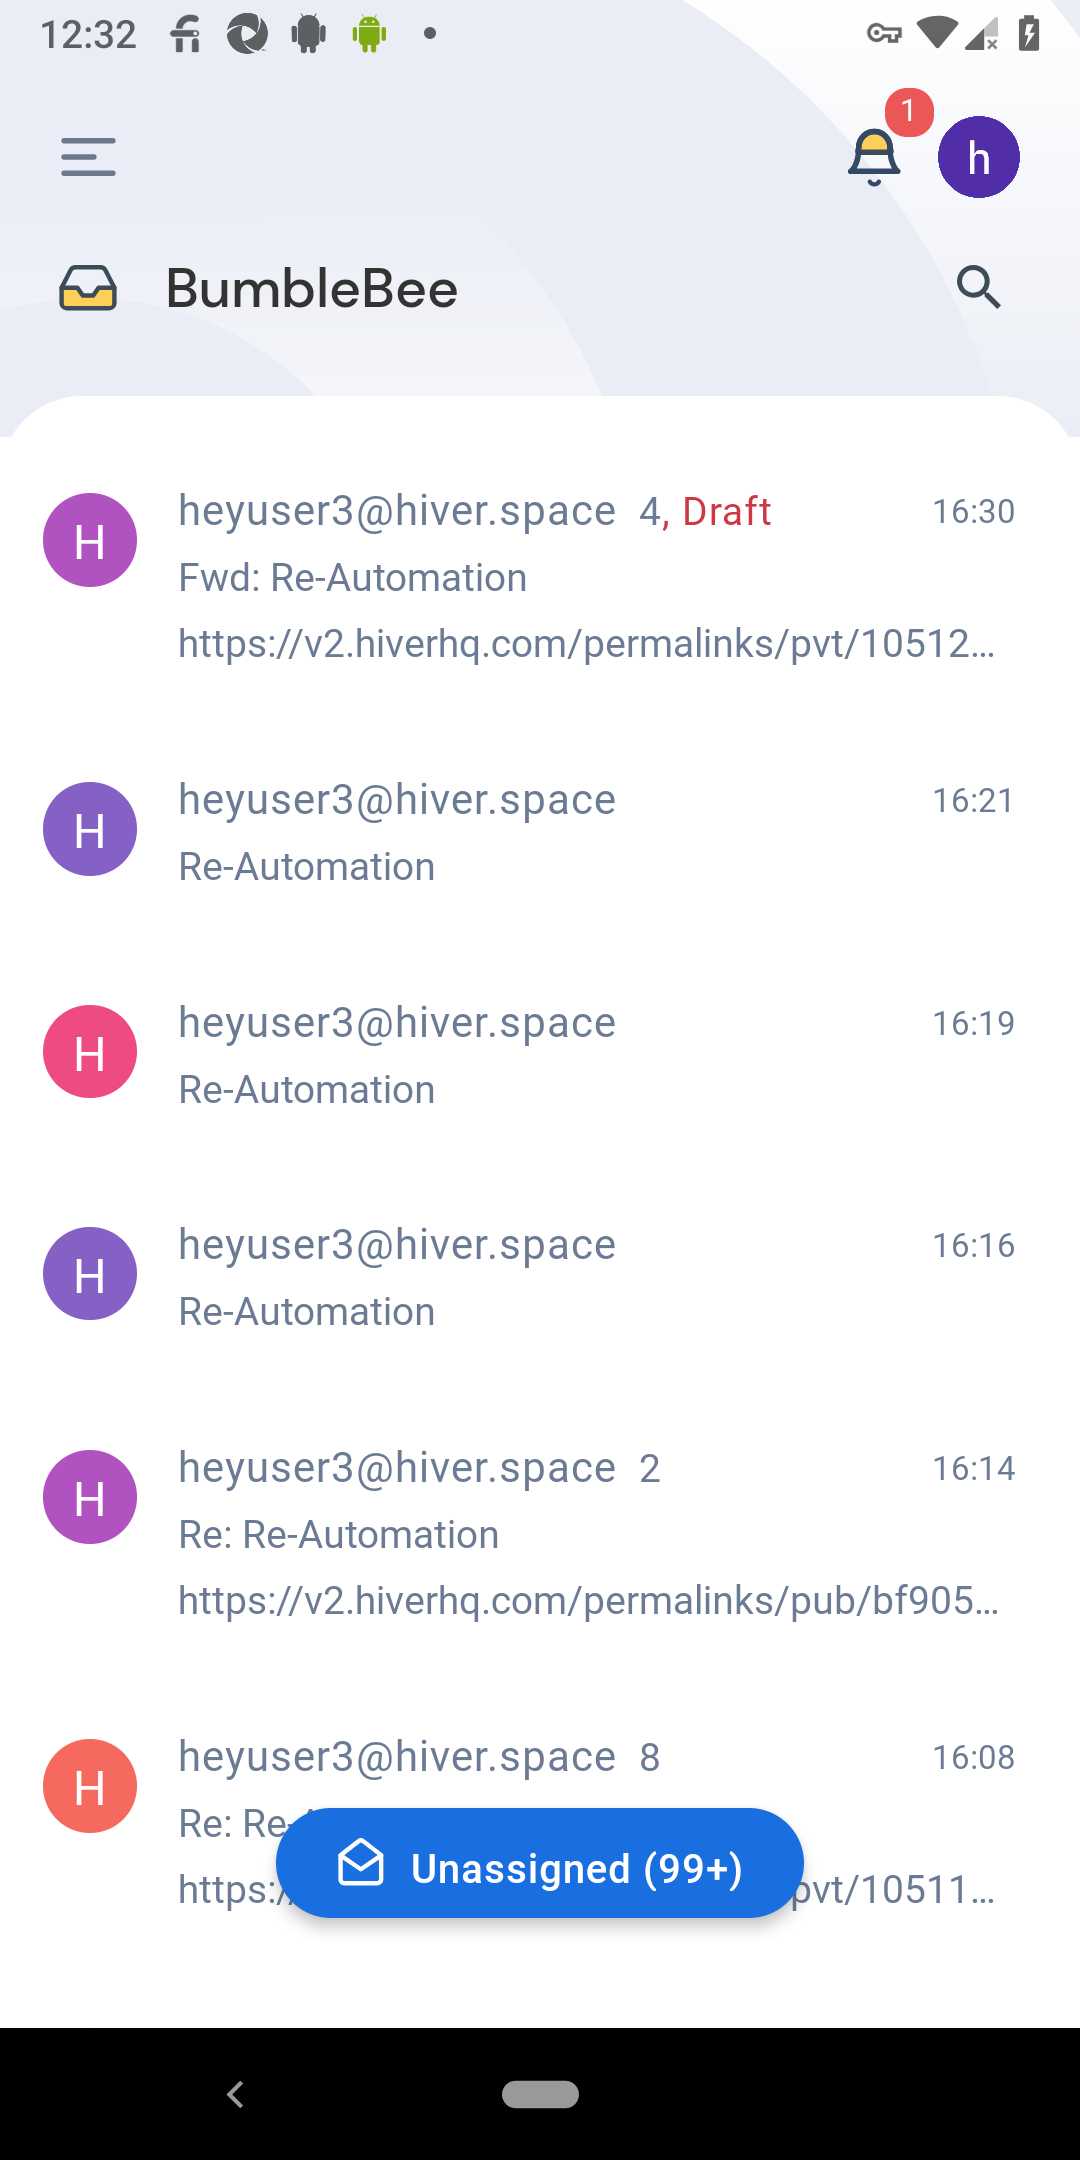 12:32
1
h
BumbleBee
H heyuser3@hiver.space 4, Draft 16:30
Fwd: Re-Automation
https://v2.hiverhq.com/permalinks/pvt/10512…
H heyuser3@hiver.space 16:21
Re-Automation
H heyuser3@hiver.space 16:19
Re-Automation
H heyuser3@hiver.space 16:16
Re-Automation
H heyuser3@hiver.space 2 16:14
Re: Re-Automation
https://v2.hiverhq.com/permalinks/pub/bf905…
H heyuser3@hiver.space 8 16:08
Re: Re-
Unassigned (99+)
https:/ pvt/10511…